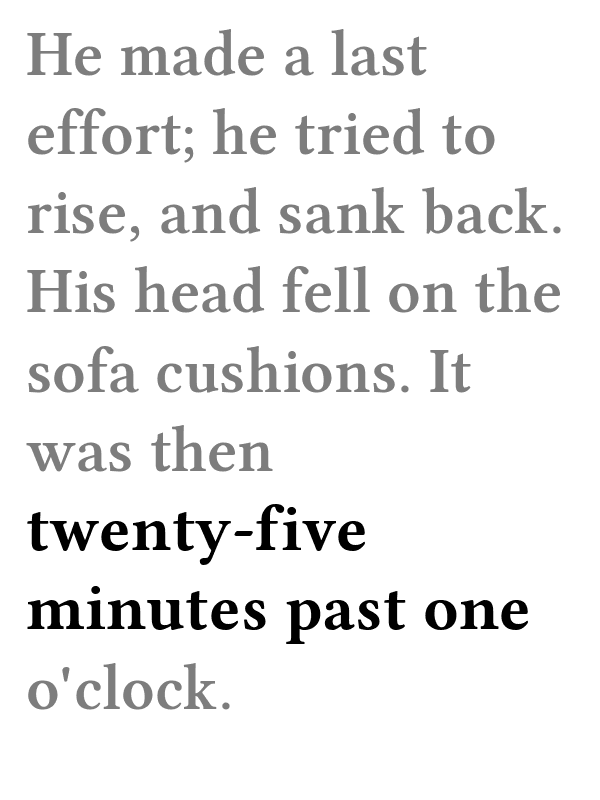 He made a last
effort; he tried to
rise, and sank back.
His head fell on the
sofa cushions. It
was then
twenty-five
minutes past one
o'clock.